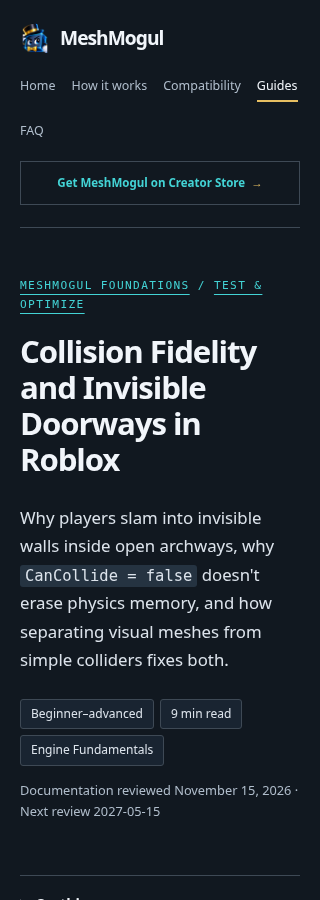 MeshMogul
Home How it works Compatibility Guides
FAQ
Get MeshMogul on Creator Store →
MESHMOGUL FOUNDATIONS / TEST &
OPTIMIZE
Collision Fidelity
and Invisible
Doorways in
Roblox
Why players slam into invisible
walls inside open archways, why
CanCollide = false doesn't
erase physics memory, and how
separating visual meshes from
simple colliders fixes both.
Beginner–advanced 9 min read
Engine Fundamentals
Documentation reviewed November 15, 2026 ·
Next review 2027-05-15